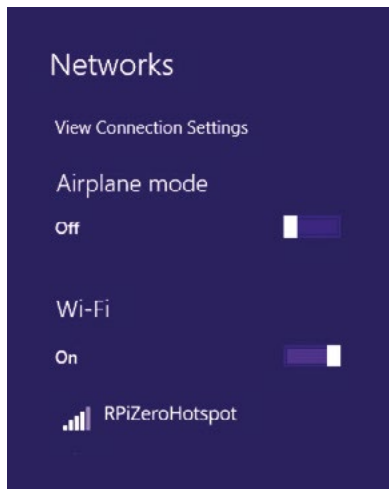 Networks
View Connection Settings
Airplane mode
Off
Wi-Fi
On
RPiZeroHotspot